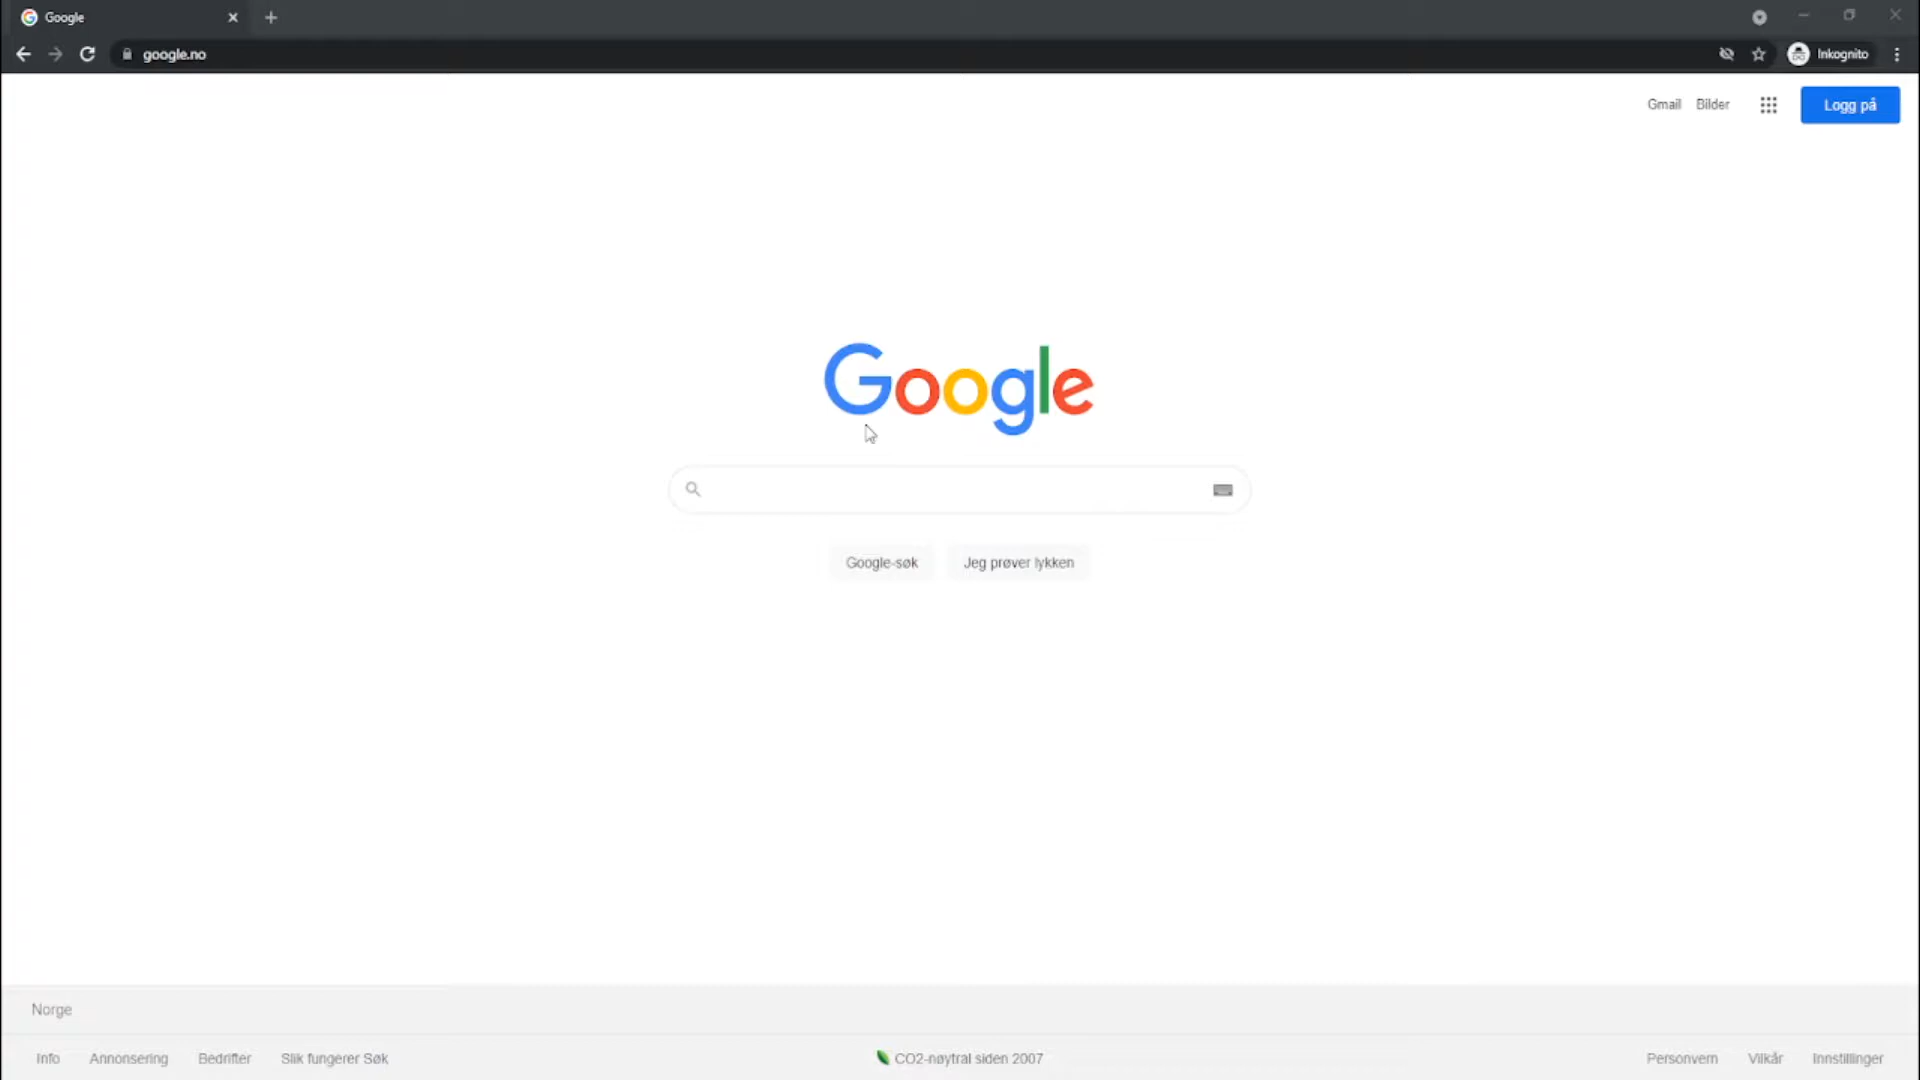 Google
google.no
Inkognito
Gmail Bilder Logg på
Google
Google-søk Jeg prøver lykken
Norge
Info Annonsering Bedrifter Slik fungerer Søk CO2-nøytral siden 2007 Personvern Vilkår Innstillinger